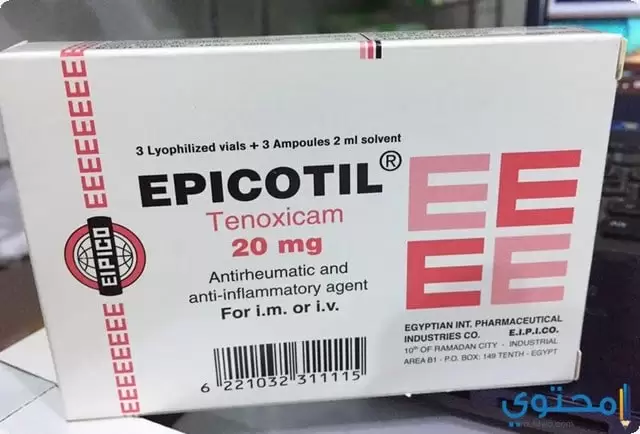 3 Lyophilized vials + 3 Ampoules 2 ml solvent
EPICOTIL®
Tenoxicam
20 mg
Antirheumatic and
anti-inflammatory agent
For i.m. or i.v.
EIPICO
EEEEEEEE
EEEEEEE
E E
E E
EGYPTIAN INT. PHARMACEUTICAL
INDUSTRIES CO. E.I.P.I.CO.
10th OF RAMADAN CITY - INDUSTRIAL
AREA B1 - P.O. BOX: 149 TENTH - EGYPT
6 221032 311115
محتوى